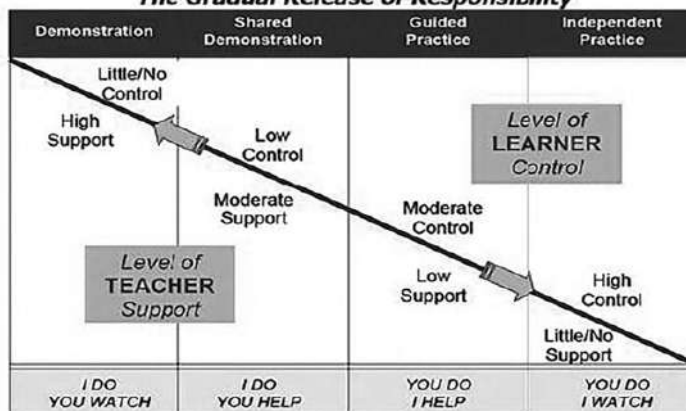 The Gradual Release of Responsibility
Demonstration
Shared
Demonstration
Guided
Practice
Independent
Practice
Little/No
Control
High
Support
Low
Control
Moderate
Support
Level of
LEARNER
Control
Moderate
Control
Low
Support
Level of
TEACHER
Support
High
Control
Little/No
Support
I DO
YOU WATCH
I DO
YOU HELP
YOU DO
I HELP
YOU DO
I WATCH